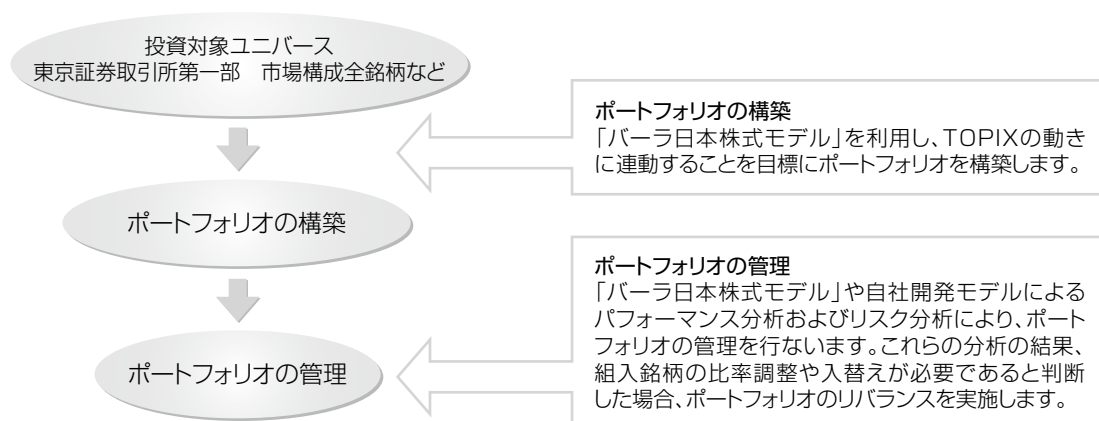 投資対象ユニバース
東京証券取引所第一部　市場構成全銘柄など
ポートフォリオの構築
「バーラ日本株式モデル」を利用し、TOPIXの動き
に連動することを目標にポートフォリオを構築します。
ポートフォリオの構築
ポートフォリオの管理
「バーラ日本株式モデル」や自社開発モデルによる
パフォーマンス分析およびリスク分析により、ポート
フォリオの管理を行ないます。これらの分析の結果、
組入銘柄の比率調整や入替えが必要であると判断
した場合、ポートフォリオのリバランスを実施します。
ポートフォリオの管理